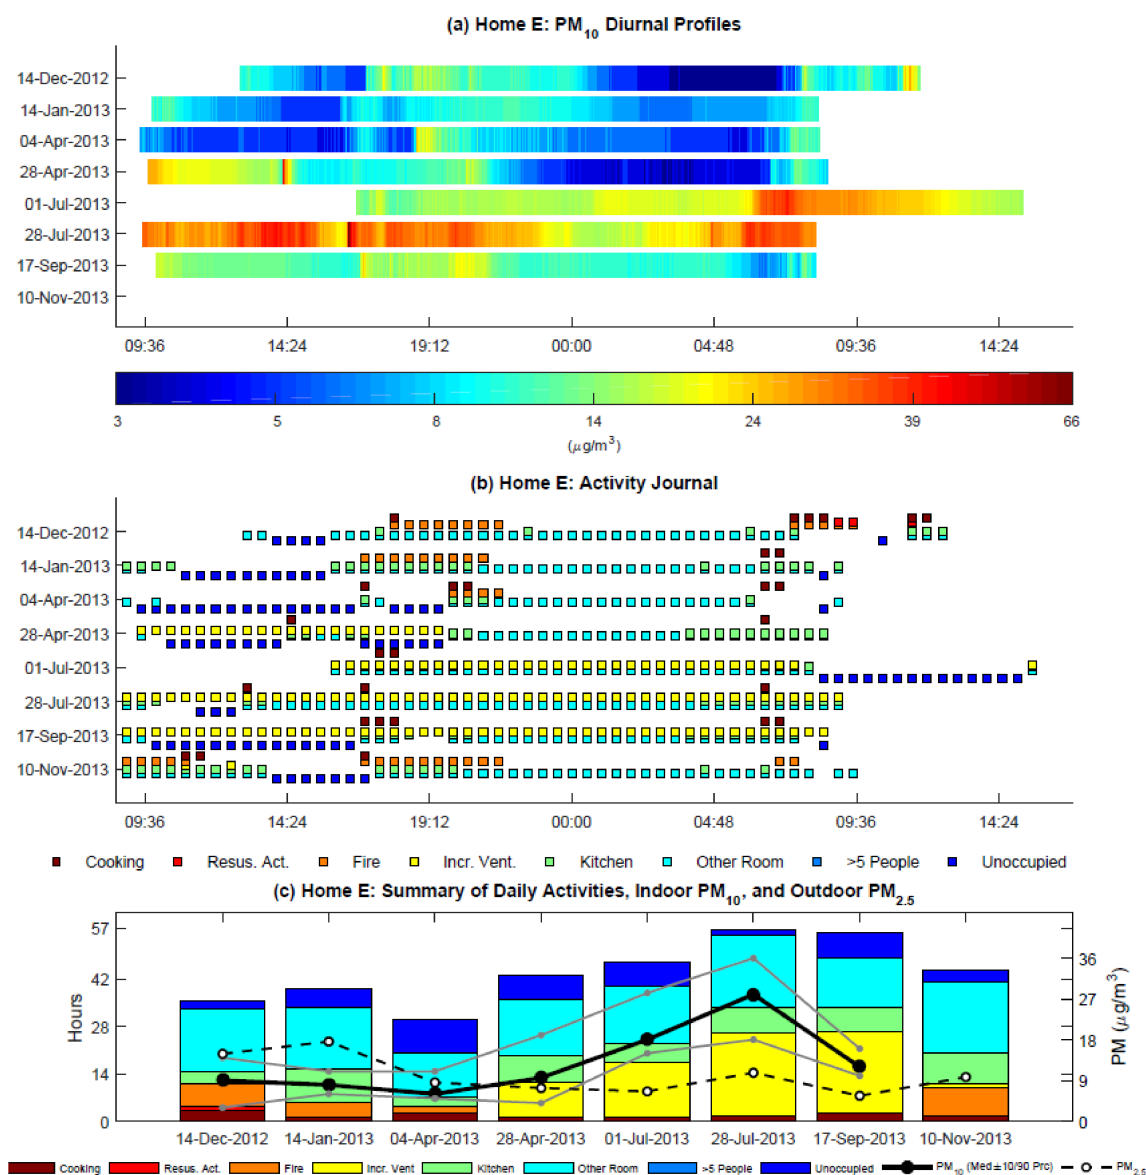 (a) Home E: PM10 Diurnal Profiles
14-Dec-2012
14-Jan-2013
04-Apr-2013
28-Apr-2013
01-Jul-2013
28-Jul-2013
17-Sep-2013
10-Nov-2013
09:36 14:24 19:12 00:00 04:48 09:36 14:24
3 5 8 14 24 39 66
(μg/m3)
(b) Home E: Activity Journal
14-Dec-2012
14-Jan-2013
04-Apr-2013
28-Apr-2013
01-Jul-2013
28-Jul-2013
17-Sep-2013
10-Nov-2013
09:36 14:24 19:12 00:00 04:48 09:36 14:24
Cooking Resus. Act. Fire Incr. Vent. Kitchen Other Room >5 People Unoccupied
(c) Home E: Summary of Daily Activities, Indoor PM10, and Outdoor PM2.5
57
42
28
14
0
Hours
36
27
18
9
0
PM (μg/m3)
14-Dec-2012 14-Jan-2013 04-Apr-2013 28-Apr-2013 01-Jul-2013 28-Jul-2013 17-Sep-2013 10-Nov-2013
Cooking Resus. Act. Fire Incr. Vent Kitchen Other Room >5 People Unoccupied PM10 (Med±10/90 Prc) PM2.5